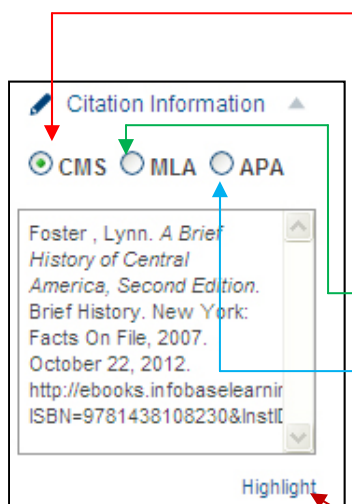 Citation Information
CMS MLA APA
Foster , Lynn. A Brief
History of Central
America, Second Edition.
Brief History. New York:
Facts On File, 2007.
October 22, 2012.
http://ebooks.infobaselearnin
ISBN=9781438108230&InstID
Highlight